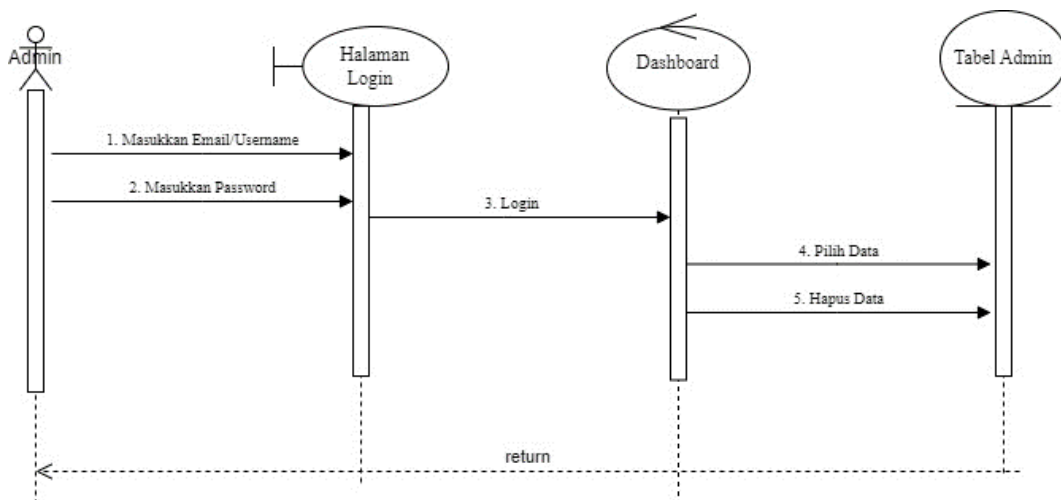 Admin
Halaman
Login
Dashboard
Tabel Admin
1. Masukkan Email/Username
2. Masukkan Password
3. Login
4. Pilih Data
5. Hapus Data
return